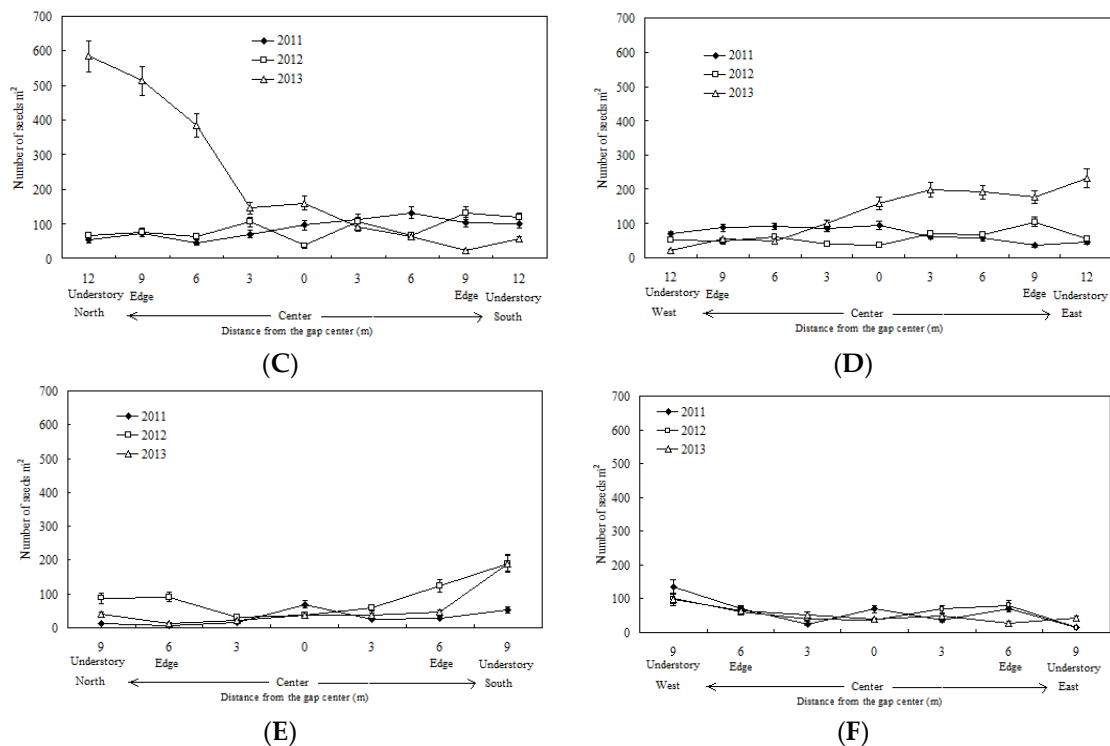 700
600
500
400
300
200
100
0
Number of seeds m²
2011
2012
2013
12 9 6 3 0 3 6 9 12
Understory Edge Edge Understory
North Center South
Distance from the gap center (m)
(C)
700
600
500
400
300
200
100
0
Number of seeds m²
2011
2012
2013
12 9 6 3 0 3 6 9 12
Understory Edge Edge Understory
West Center East
Distance from the gap center (m)
(D)
700
600
500
400
300
200
100
0
Number of seeds m²
2011
2012
2013
9 6 3 0 3 6 9
Understory Edge Edge Understory
North Center South
Distance from the gap center (m)
(E)
700
600
500
400
300
200
100
0
Number of seeds m²
2011
2012
2013
9 6 3 0 3 6 9
Understory Edge Edge Understory
West Center East
Distance from the gap center (m)
(F)